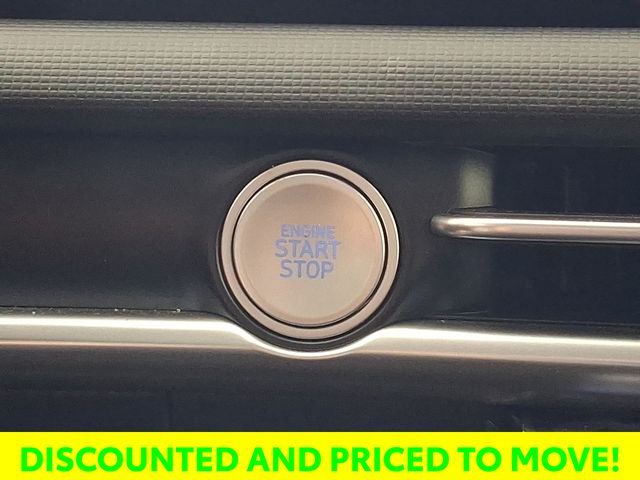 ENGINE
START
STOP
DISCOUNTED AND PRICED TO MOVE!